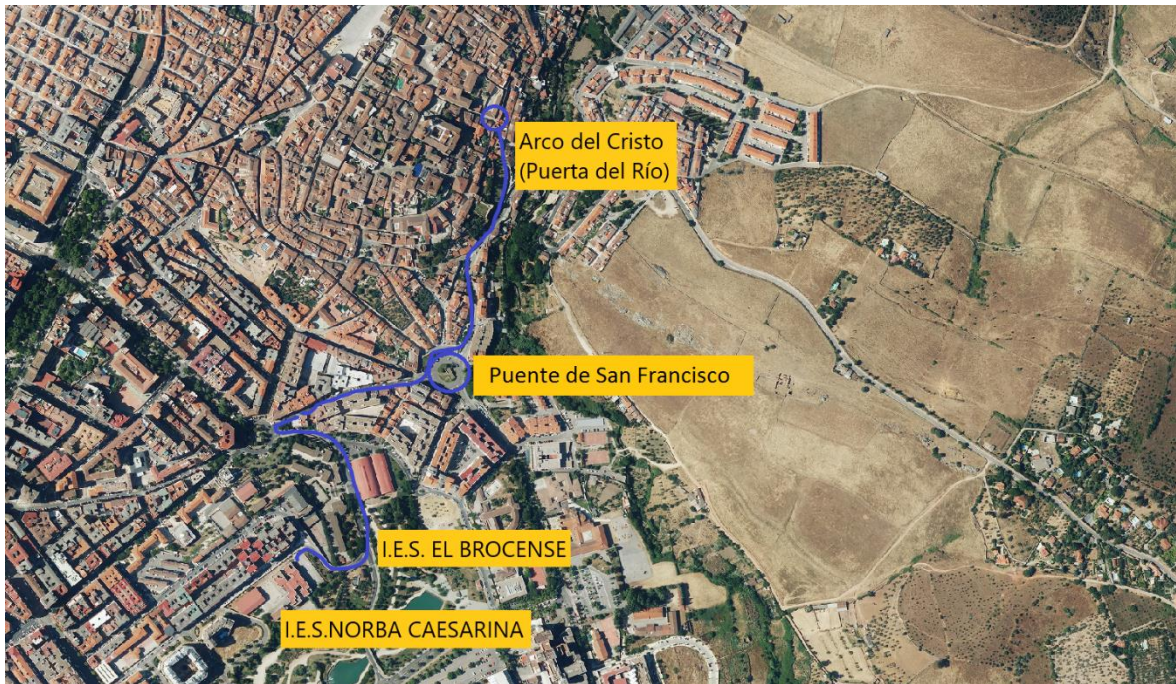 Arco del Cristo
(Puerta del Río)
Puente de San Francisco
I.E.S. EL BROCENSE
I.E.S.NORBA CAESARINA